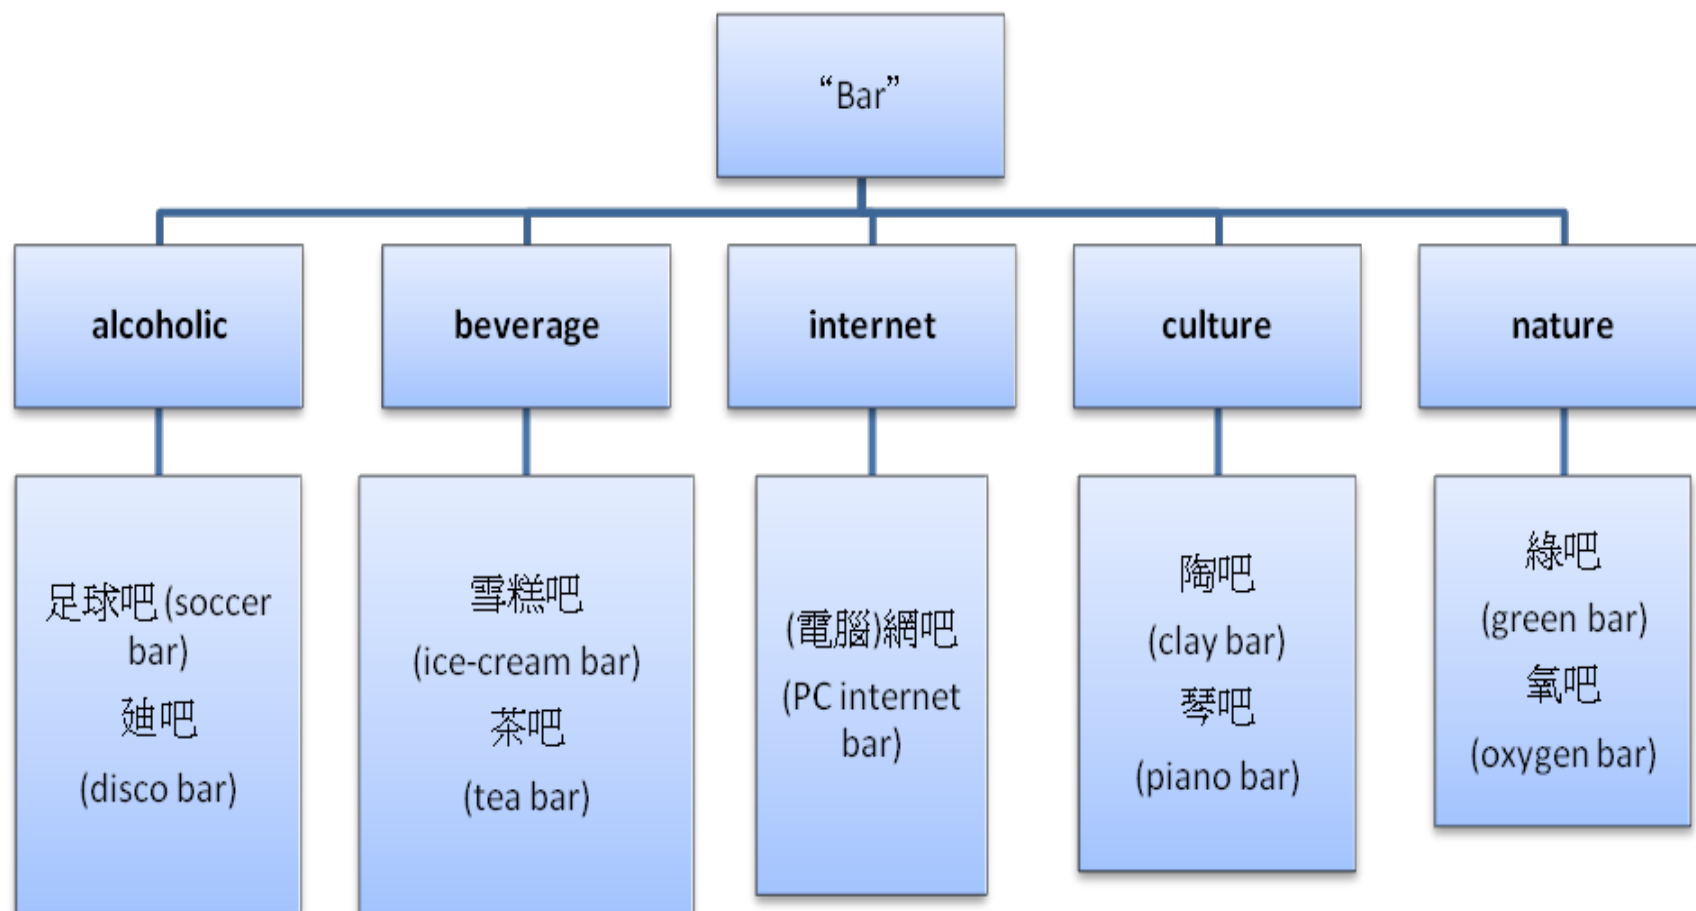 “Bar”
alcoholic
beverage
internet
culture
nature
足球吧(soccer
bar)
廸吧
(disco bar)
雪糕吧
(ice-cream bar)
茶吧
(tea bar)
(電腦)網吧
(PC internet
bar)
陶吧
(clay bar)
琴吧
(piano bar)
綠吧
(green bar)
氧吧
(oxygen bar)